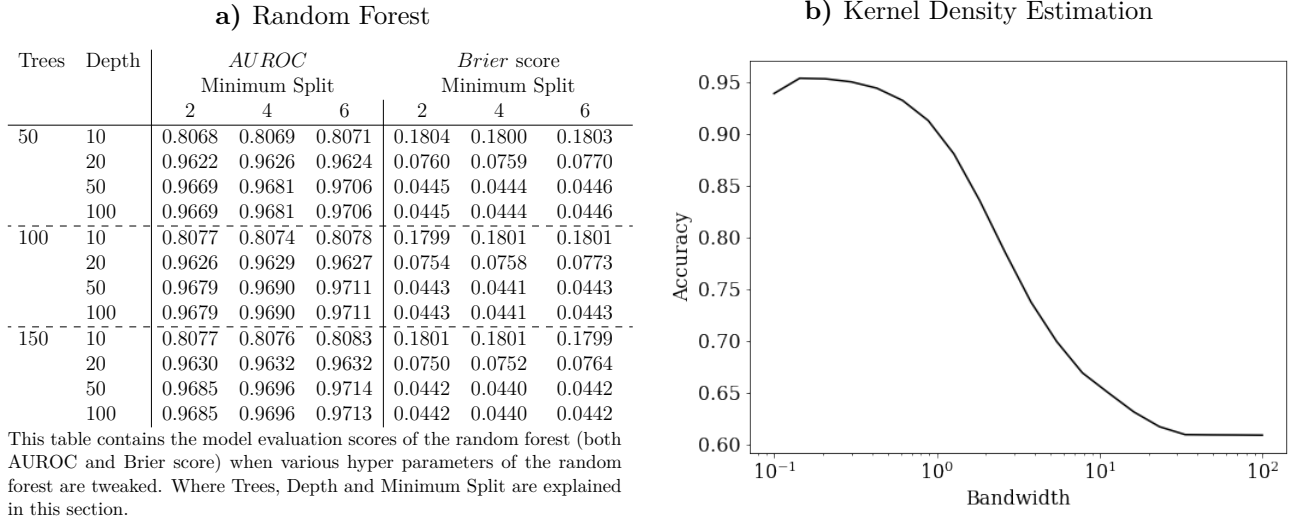 a) Random Forest
Trees Depth AUROC Brier score
Minimum Split Minimum Split
2 4 6 2 4 6
50 10 0.8068 0.8069 0.8071 0.1804 0.1800 0.1803
20 0.9622 0.9626 0.9624 0.0760 0.0759 0.0770
50 0.9669 0.9681 0.9706 0.0445 0.0444 0.0446
100 0.9669 0.9681 0.9706 0.0445 0.0444 0.0446
100 10 0.8077 0.8074 0.8078 0.1799 0.1801 0.1801
20 0.9626 0.9629 0.9627 0.0754 0.0758 0.0773
50 0.9679 0.9690 0.9711 0.0443 0.0441 0.0443
100 0.9679 0.9690 0.9711 0.0443 0.0441 0.0443
150 10 0.8077 0.8076 0.8083 0.1801 0.1801 0.1799
20 0.9630 0.9632 0.9632 0.0750 0.0752 0.0764
50 0.9685 0.9696 0.9714 0.0442 0.0440 0.0442
100 0.9685 0.9696 0.9713 0.0442 0.0440 0.0442
This table contains the model evaluation scores of the random forest (both
AUROC and Brier score) when various hyper parameters of the random
forest are tweaked. Where Trees, Depth and Minimum Split are explained
in this section.
b) Kernel Density Estimation
Accuracy
0.95
0.90
0.85
0.80
0.75
0.70
0.65
0.60
10⁻¹ 10⁰ 10¹ 10²
Bandwidth